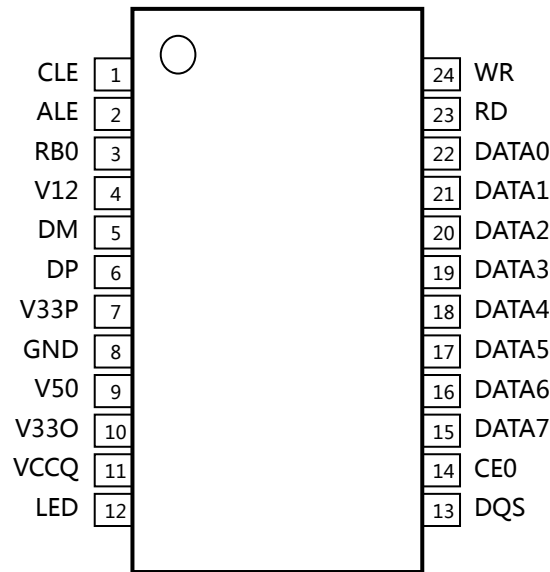 CLE 1 24 WR
ALE 2 23 RD
RB0 3 22 DATA0
V12 4 21 DATA1
DM 5 20 DATA2
DP 6 19 DATA3
V33P 7 18 DATA4
GND 8 17 DATA5
V50 9 16 DATA6
V33O 10 15 DATA7
VCCQ 11 14 CE0
LED 12 13 DQS